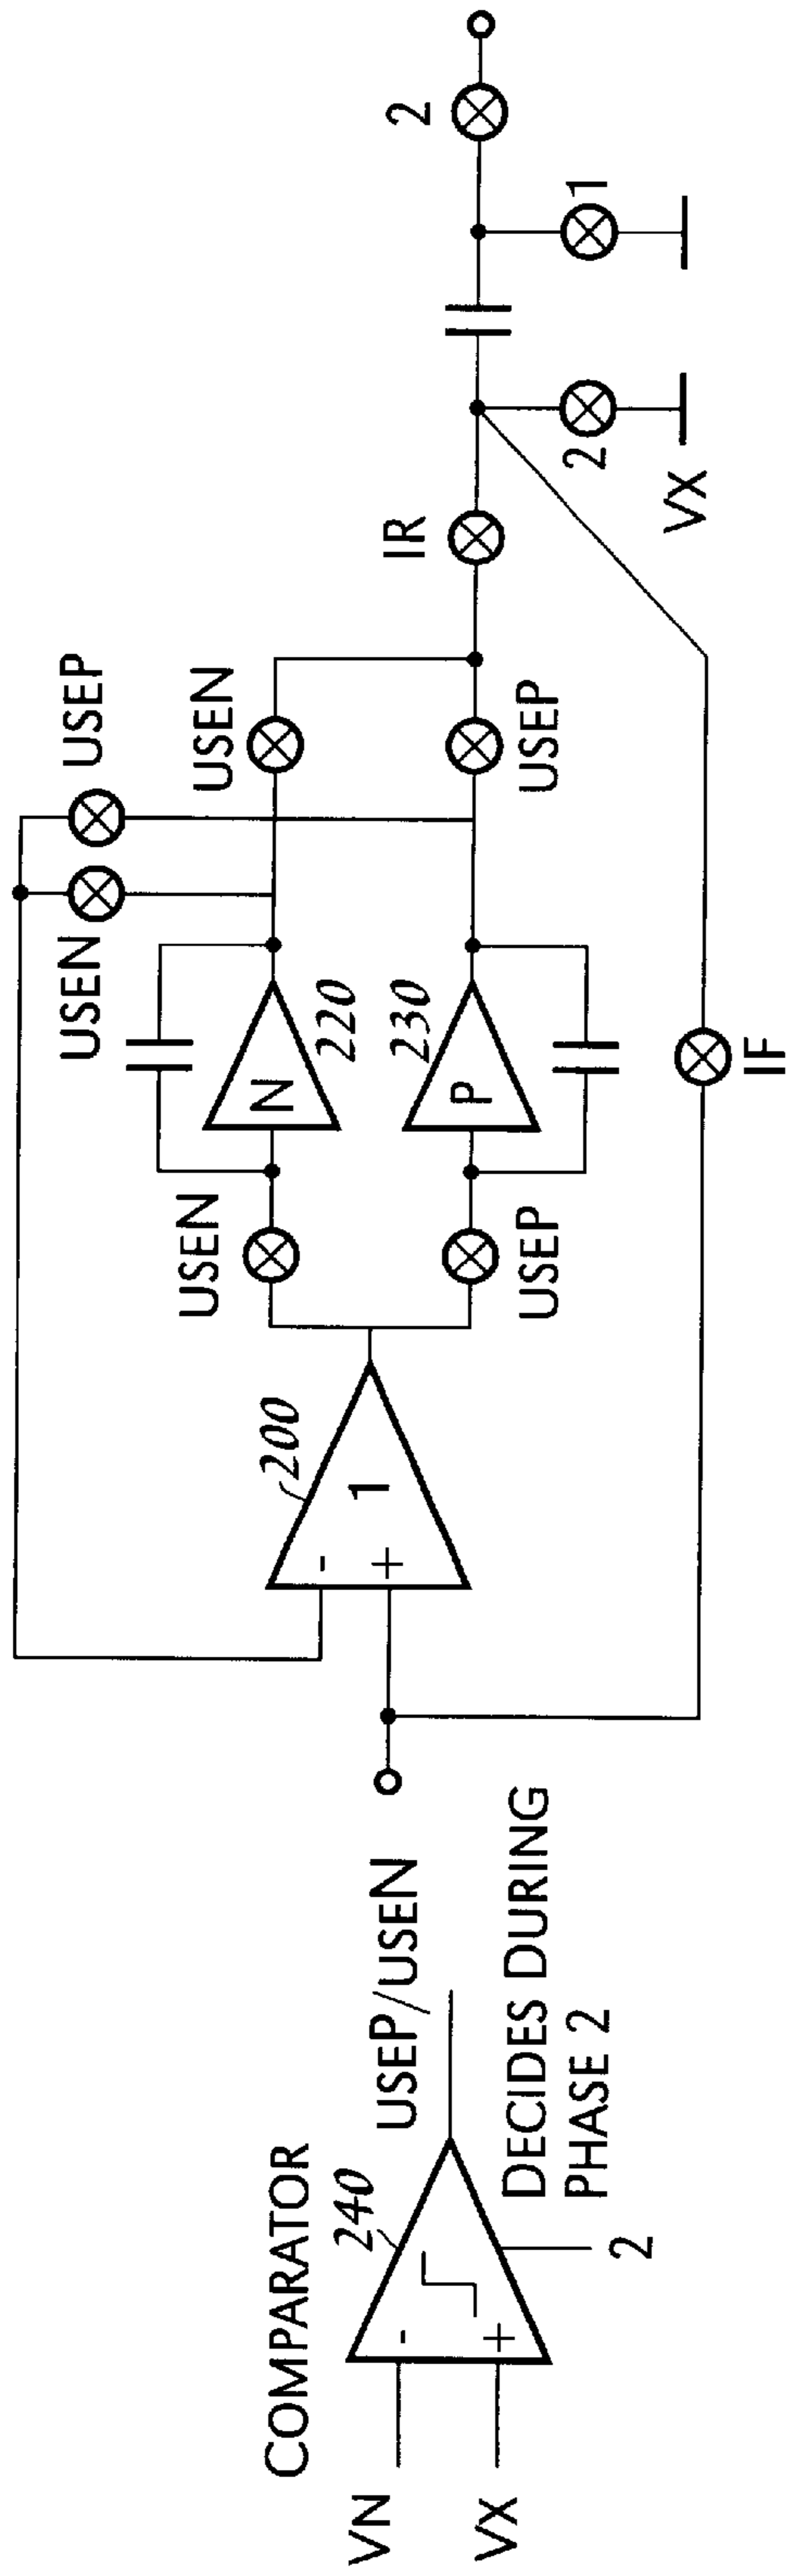 COMPARATOR
240
VN
VX
-
+
2
USEP/USEN
DECIDES DURING
PHASE 2
200
-
+
1
USEN
USEP
USEN
USEP
N
220
P
230
USEN
USEP
IR
IF
2
VX
1
2